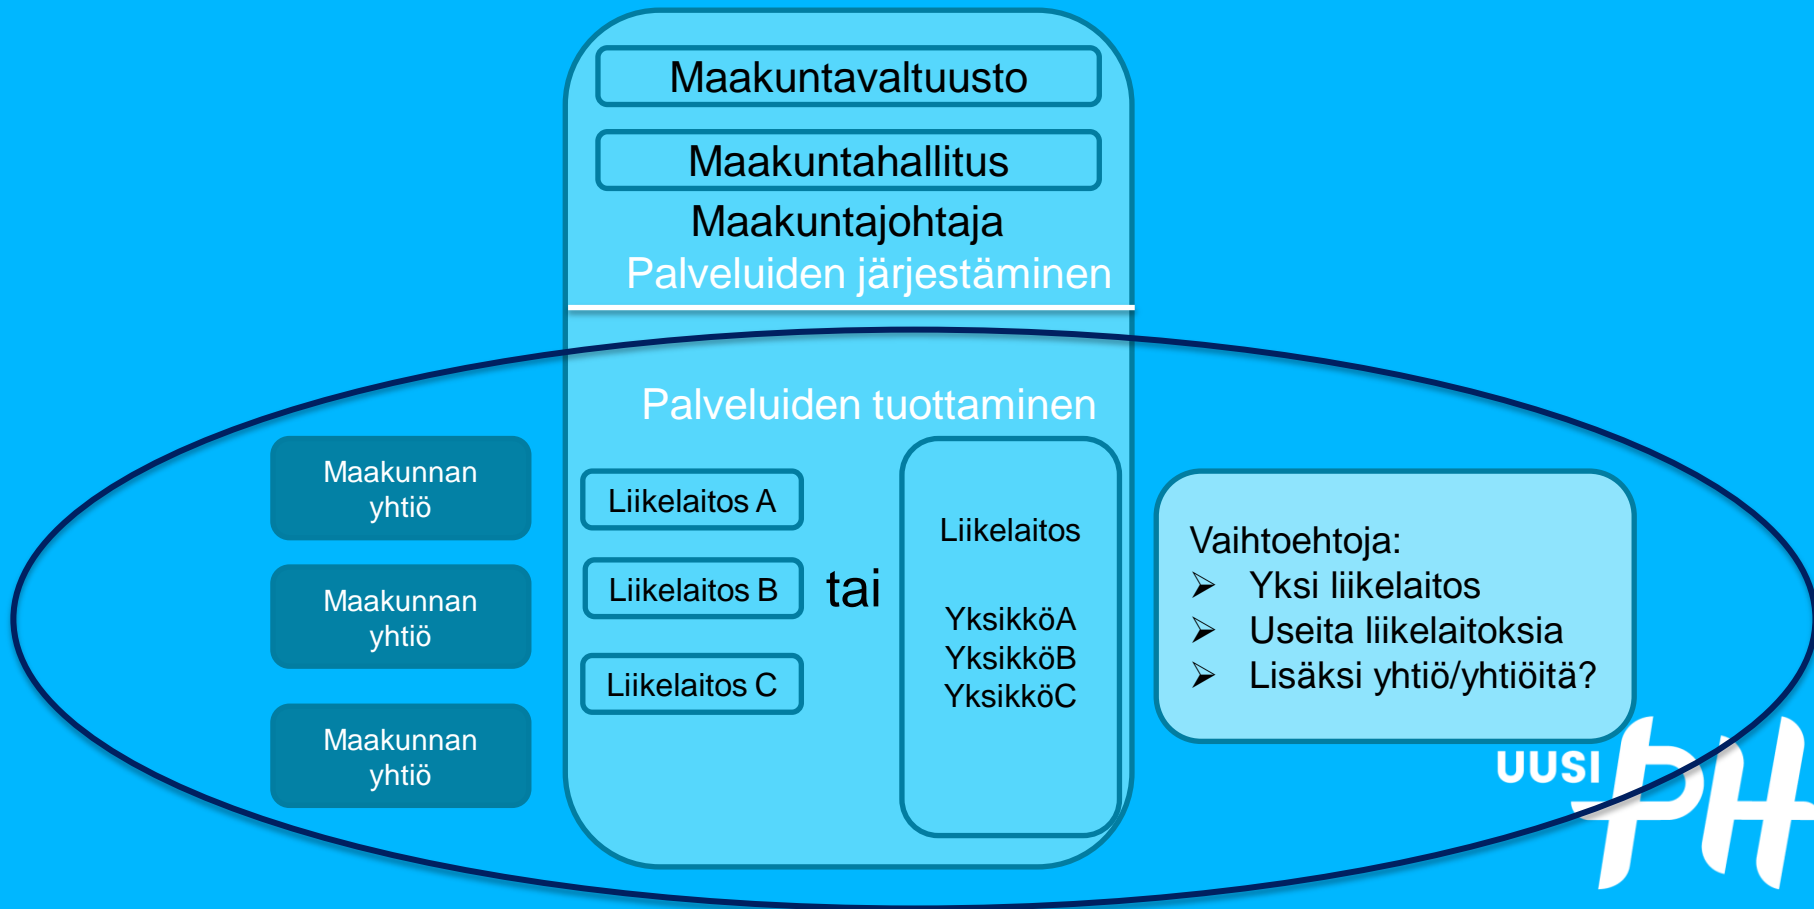 Maakuntavaltuusto
Maakuntahallitus
Maakuntajohtaja
Palveluiden järjestäminen
Palveluiden tuottaminen
Maakunnan
yhtiö
Maakunnan
yhtiö
Maakunnan
yhtiö
Liikelaitos A
Liikelaitos B
Liikelaitos C
tai
Liikelaitos
YksikköA
YksikköB
YksikköC
Vaihtoehtoja:
➢ Yksi liikelaitos
➢ Useita liikelaitoksia
➢ Lisäksi yhtiö/yhtiöitä?
UUSI
PH